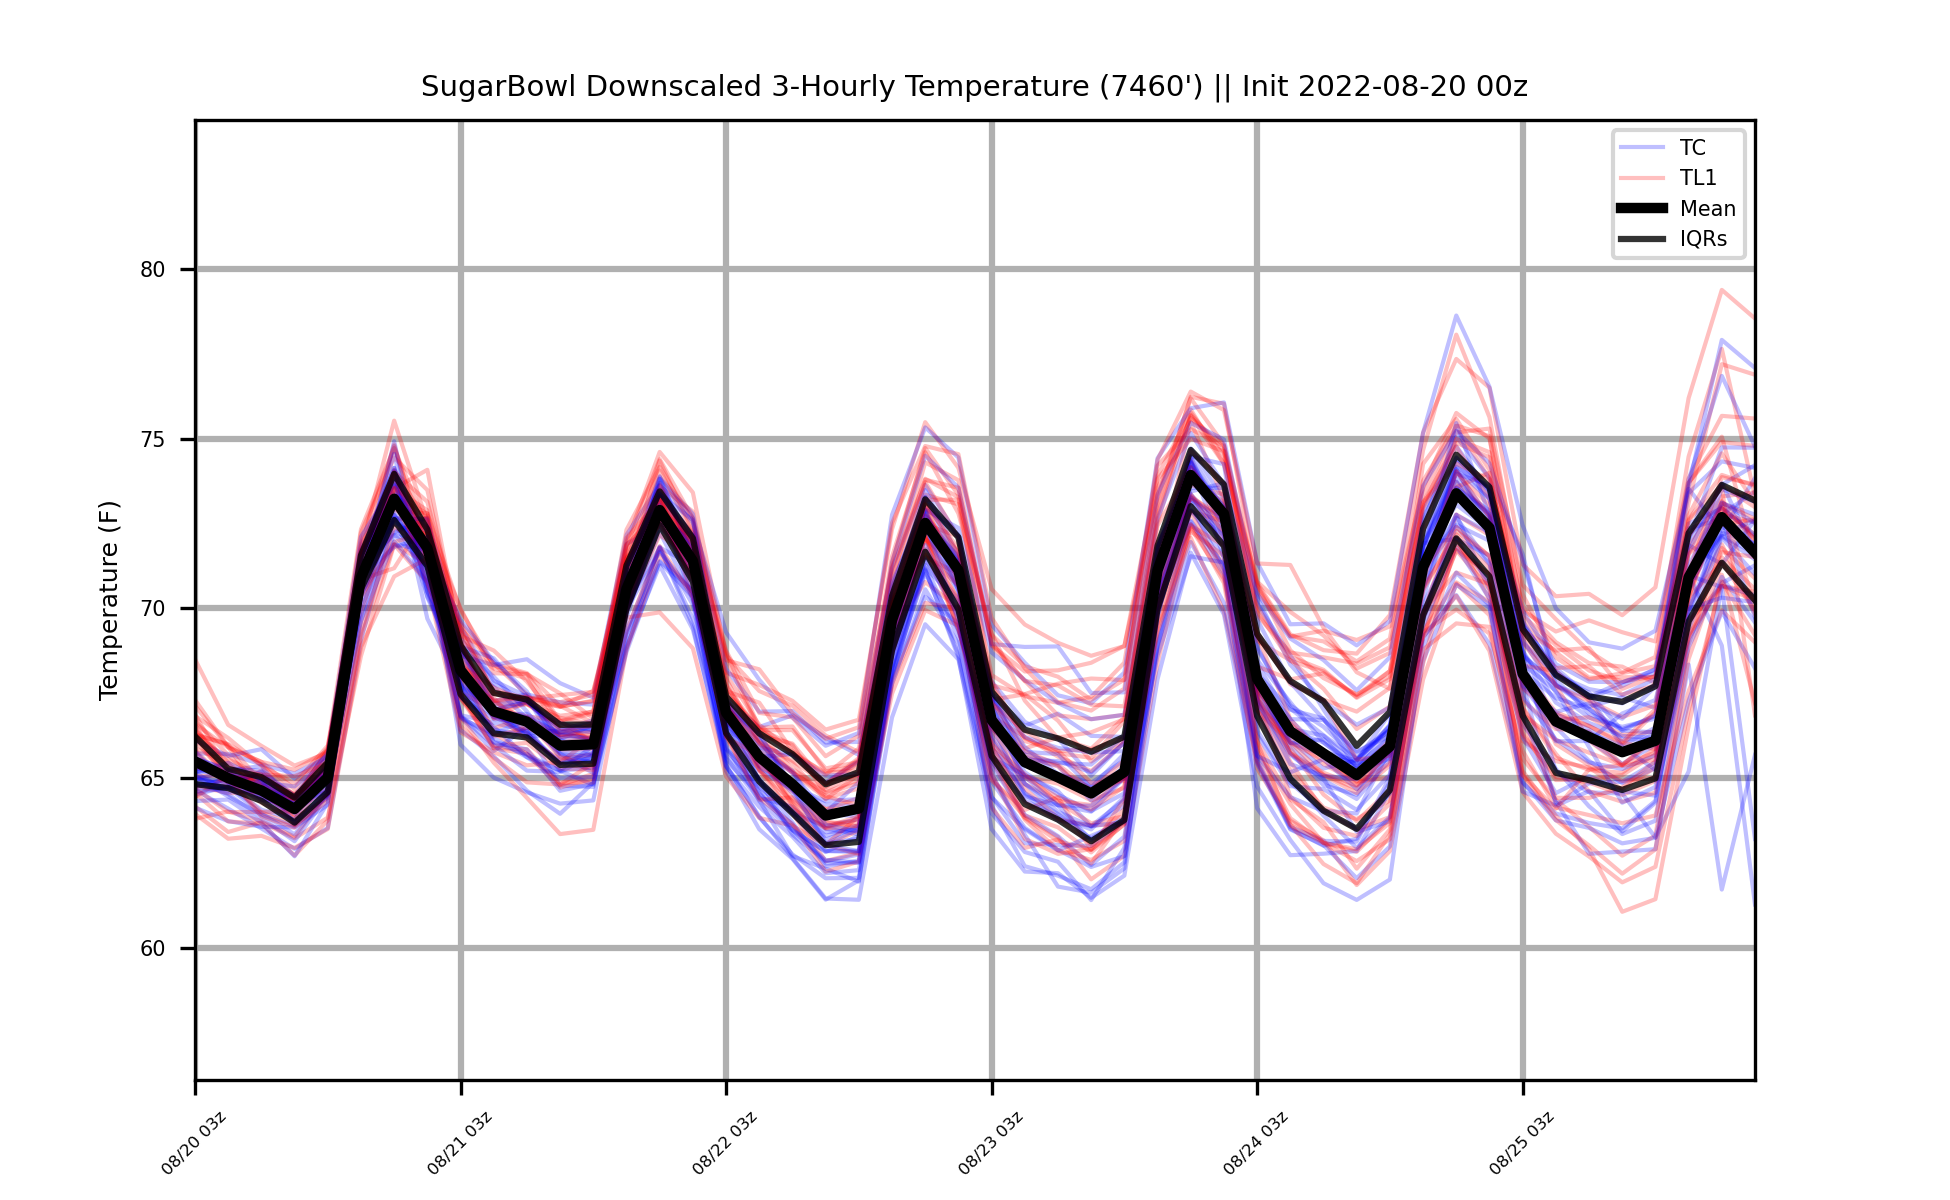 SugarBowl Downscaled 3-Hourly Temperature (7460') || Init 2022-08-20 00z
TC
TL1
Mean
IQRs
Temperature (F)
80
75
70
65
60
08/20 03z
08/21 03z
08/22 03z
08/23 03z
08/24 03z
08/25 03z